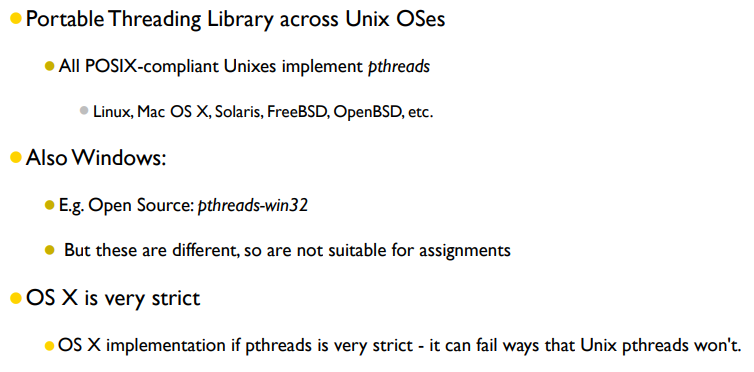 Portable Threading Library across Unix OSes
All POSIX-compliant Unixes implement pthreads
Linux, Mac OS X, Solaris, FreeBSD, OpenBSD, etc.
Also Windows:
E.g. Open Source: pthreads-win32
But these are different, so are not suitable for assignments
OS X is very strict
OS X implementation if pthreads is very strict - it can fail ways that Unix pthreads won't.